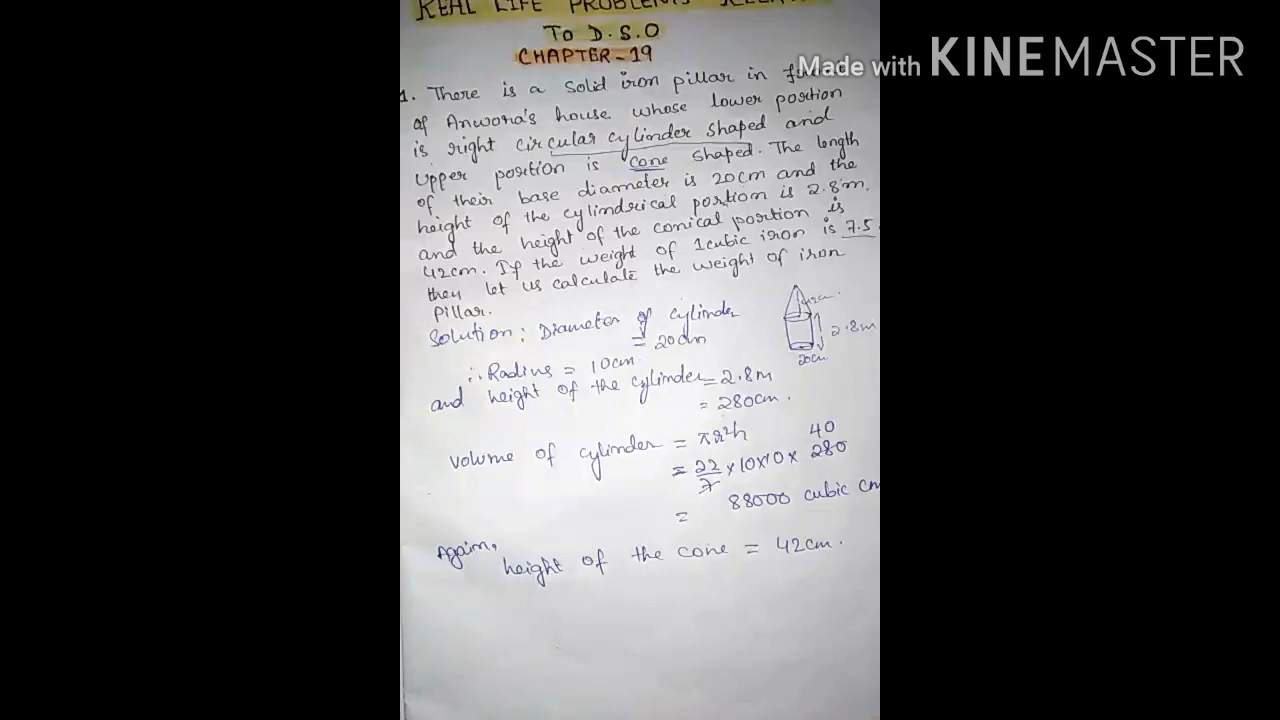 REAL LIFE PROBLEMS
TO D.S.O
CHAPTER-19
Made with KINEMASTER
1. There is a solid iron pillar in front
of Anwora's house whose lower portion
is right circular cylinder shaped and
upper portion is cone shaped. The length
of their base diameter is 20cm and the
height of the cylindrical portion is 2.8m.
and the height of the conical portion is
42cm. If the weight of 1cubic iron is 7.5
then let us calculate the weight of iron
pillar.
Solution: Diameter of cylinder
= 20cm
42cm.
2.8m
20cm
∴ Radius = 10cm
and height of the cylinder = 2.8m
= 280cm.
volume of cylinder = πr²h
40
= 22/7 × 10×10× 280
= 88000 cubic cm
Again,
height of the cone = 42cm.